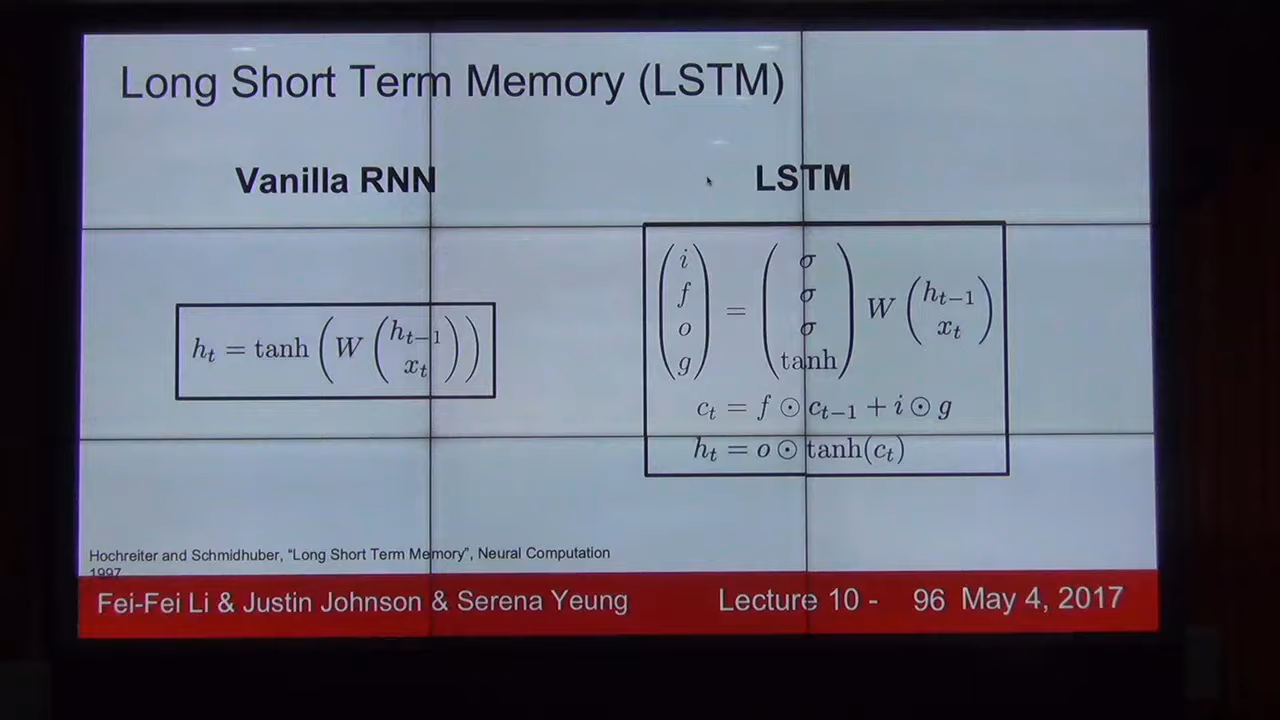 Long Short Term Memory (LSTM)
Vanilla RNN
LSTM
h_t = tanh ( W ( h_{t-1} x_t ) )
( i f o g ) = ( σ σ σ tanh ) W ( h_{t-1} x_t )
c_t = f ⊙ c_{t-1} + i ⊙ g
h_t = o ⊙ tanh(c_t)
Hochreiter and Schmidhuber, “Long Short Term Memory”, Neural Computation
1997
Fei-Fei Li & Justin Johnson & Serena Yeung
Lecture 10 - 96 May 4, 2017